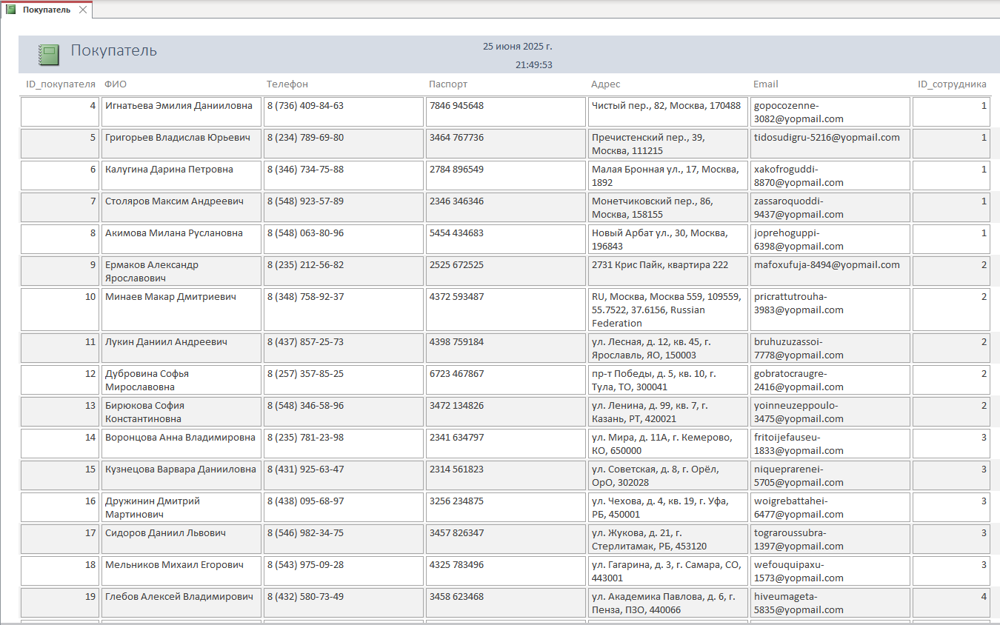 Покупатель
Покупатель
25 июня 2025 г.
21:49:53
ID_покупателя ФИО Телефон Паспорт Адрес Email ID_сотрудника
4 Игнатьева Эмилия Данииловна 8 (736) 409-84-63 7846 945648 Чистый пер., 82, Москва, 170488 gopocozenne- 1
3082@yopmail.com
5 Григорьев Владислав Юрьевич 8 (234) 789-69-80 3464 767736 Пречистенский пер., 39, tidosudigru-5216@yopmail.com 1
Москва, 111215
6 Калугина Дарина Петровна 8 (346) 734-75-88 2784 896549 Малая Бронная ул., 17, Москва, xakofroguddi- 1
1892 8870@yopmail.com
7 Столяров Максим Андреевич 8 (548) 923-57-89 2346 346346 Монетчиковский пер., 86, zassaroquoddi- 1
Москва, 158155 9437@yopmail.com
8 Акимова Милана Руслановна 8 (548) 063-80-96 5454 434683 Новый Арбат ул., 30, Москва, joprehoguppi- 1
196843 6398@yopmail.com
9 Ермаков Александр 8 (235) 212-56-82 2525 672525 2731 Крис Пайк, квартира 222 mafoxufuja-8494@yopmail.com 2
Ярославович
10 Минаев Макар Дмитриевич 8 (348) 758-92-37 4372 593487 RU, Москва, Москва 559, 109559, pricrattutrouha- 2
55.7522, 37.6156, Russian 3983@yopmail.com
Federation
11 Лукин Даниил Андреевич 8 (437) 857-25-73 4398 759184 ул. Лесная, д. 12, кв. 45, г. bruhuzuzassoi- 2
Ярославль, ЯО, 150003 7778@yopmail.com
12 Дубровина Софья 8 (257) 357-85-25 6723 467867 пр-т Победы, д. 5, кв. 10, г. gobratocraugre- 2
Мирославовна Тула, ТО, 300041 2416@yopmail.com
13 Бирюкова София 8 (548) 346-58-96 3472 134826 ул. Ленина, д. 99, кв. 7, г. yoinneuzeppoulo- 2
Константиновна Казань, РТ, 420021 3475@yopmail.com
14 Воронцова Анна Владимировна 8 (235) 781-23-98 2341 634797 ул. Мира, д. 11А, г. Кемерово, fritoijefauseu- 3
КО, 650000 1833@yopmail.com
15 Кузнецова Варвара Данииловна 8 (431) 925-63-47 2314 561823 ул. Советская, д. 8, г. Орёл, niqueprarenei- 3
ОрО, 302028 5705@yopmail.com
16 Дружинин Дмитрий 8 (438) 095-68-97 3256 234875 ул. Чехова, д. 4, кв. 19, г. Уфа, woigrebattahei- 3
Мартинович РБ, 450001 6477@yopmail.com
17 Сидоров Даниил Львович 8 (546) 982-34-75 3457 826347 ул. Жукова, д. 21, г. tograroussubra- 3
Стерлитамак, РБ, 453120 1397@yopmail.com
18 Мельников Михаил Егорович 8 (543) 975-09-28 4325 783496 ул. Гагарина, д. 3, г. Самара, СО, wefouquipaxu- 3
443001 1573@yopmail.com
19 Глебов Алексей Владимирович 8 (432) 580-73-49 3458 623468 ул. Академика Павлова, д. 6, г. hiveumageta- 4
Пенза, ПЗО, 440066 5835@yopmail.com